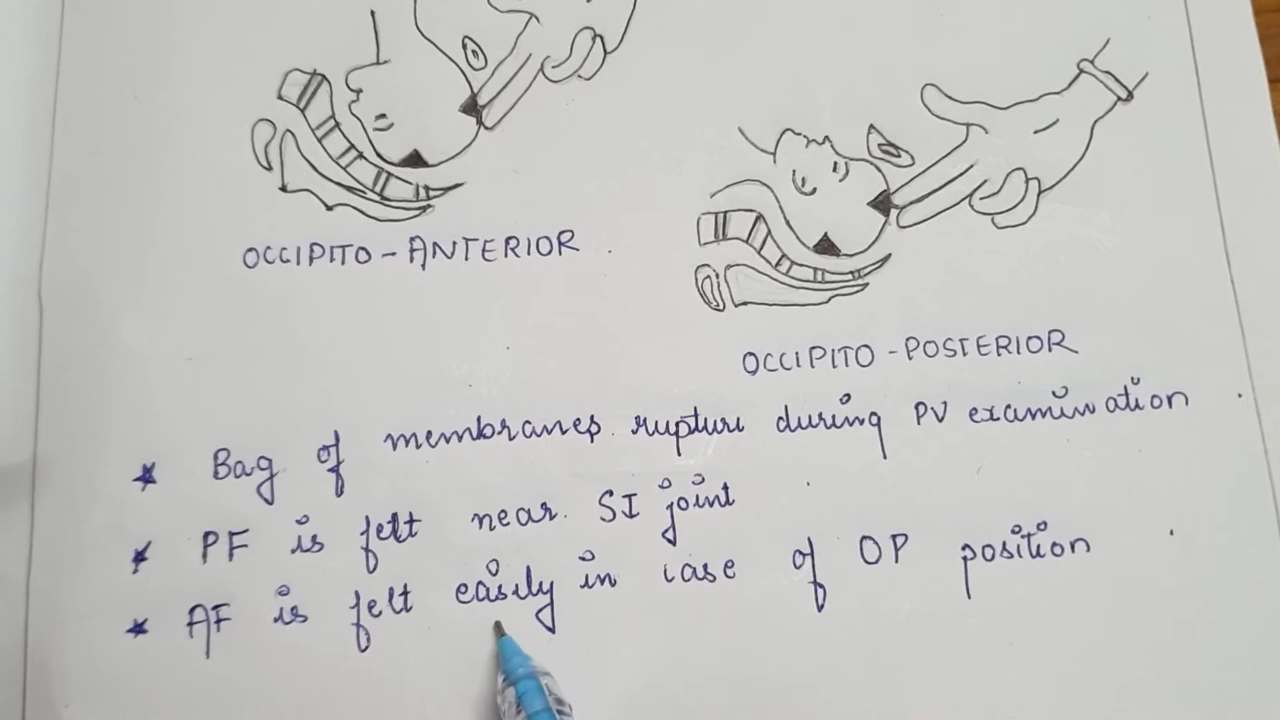 OCCIPITO - ANTERIOR
OCCIPITO - POSTERIOR
★ Bag of membranes rupture during PV examination
★ PF is felt near SI joint
★ AF is felt easily in case of OP position